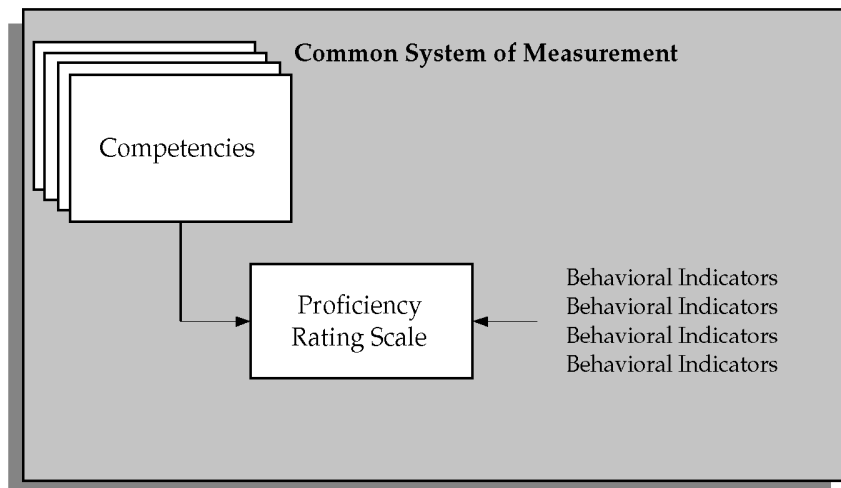 Common System of Measurement
Competencies
Proficiency
Rating Scale
Behavioral Indicators
Behavioral Indicators
Behavioral Indicators
Behavioral Indicators